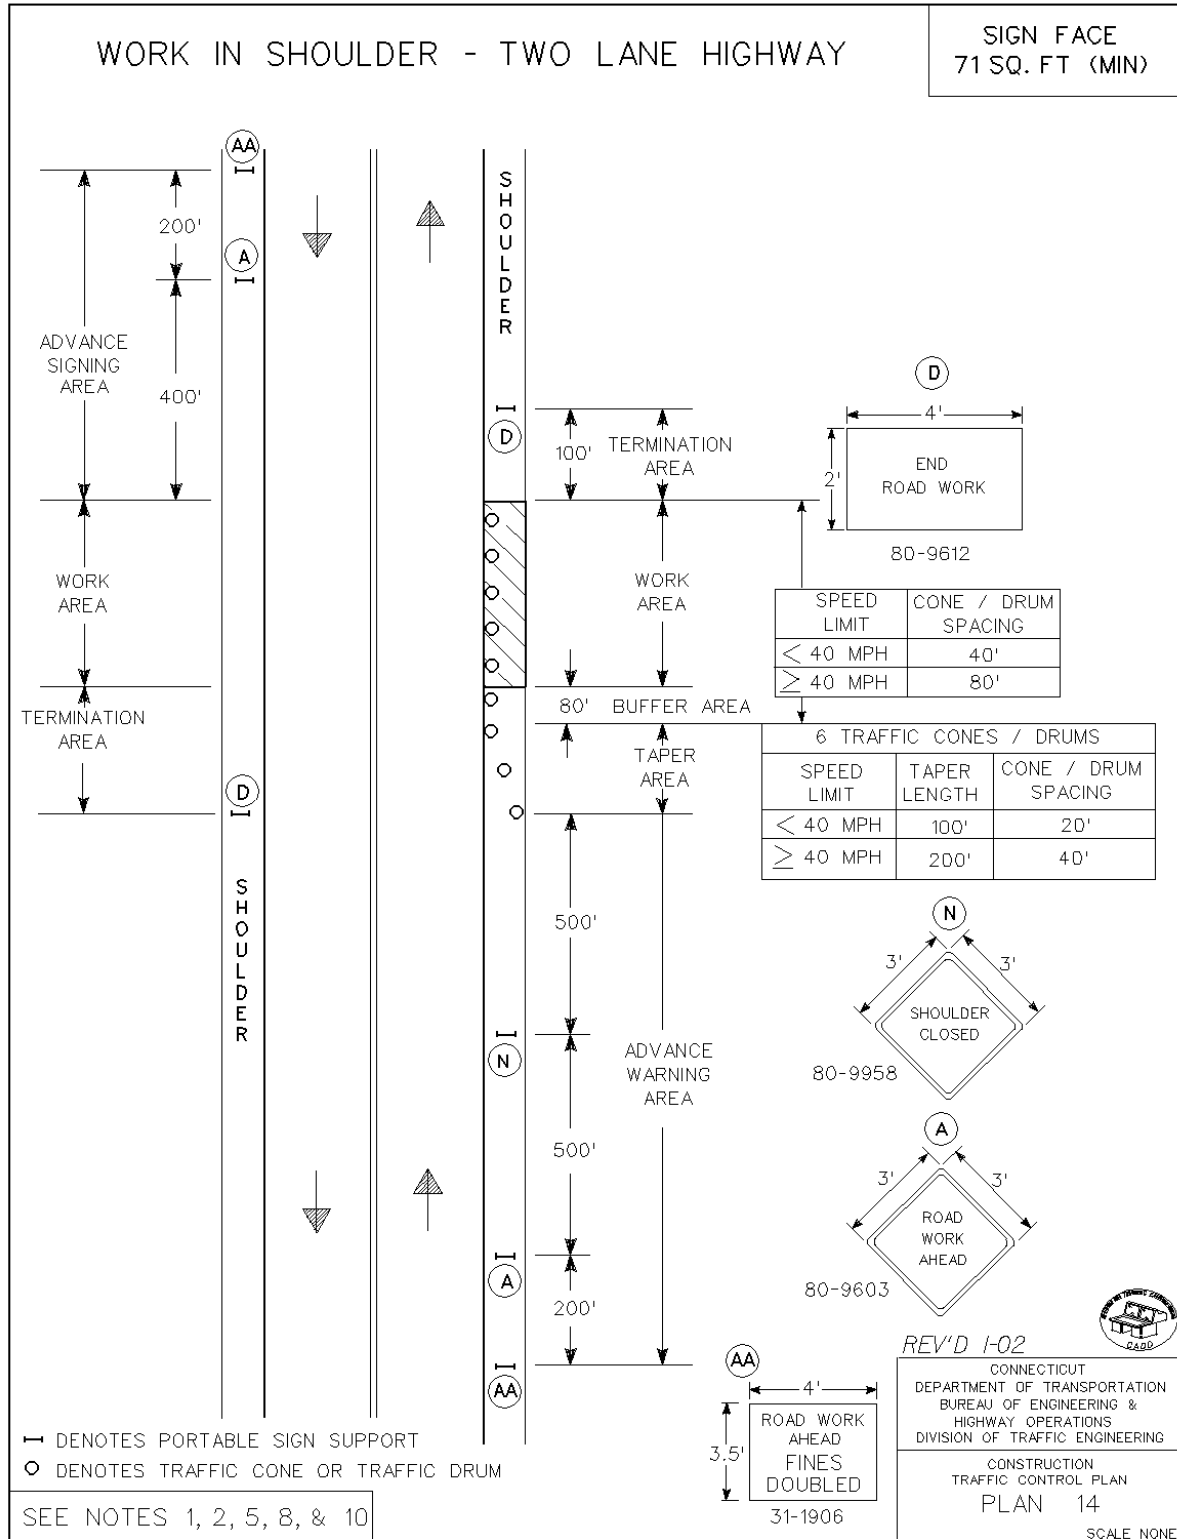 WORK IN SHOULDER - TWO LANE HIGHWAY
SIGN FACE
71 SQ. FT (MIN)
AA
200'
A
ADVANCE
SIGNING
AREA
400'
WORK
AREA
TERMINATION
AREA
D
SHOULDER
SHOULDER
D
100'
TERMINATION
AREA
WORK
AREA
80'
BUFFER AREA
TAPER
AREA
500'
N
ADVANCE
WARNING
AREA
500'
A
200'
AA
D
4'
2'
END
ROAD WORK
80-9612
SPEED LIMIT CONE / DRUM SPACING
< 40 MPH 40'
≥ 40 MPH 80'
6 TRAFFIC CONES / DRUMS
SPEED LIMIT TAPER LENGTH CONE / DRUM SPACING
< 40 MPH 100' 20'
≥ 40 MPH 200' 40'
N
3' 3'
SHOULDER
CLOSED
80-9958
A
3' 3'
ROAD
WORK
AHEAD
80-9603
AA
4'
3.5'
ROAD WORK
AHEAD
FINES
DOUBLED
31-1906
I DENOTES PORTABLE SIGN SUPPORT
O DENOTES TRAFFIC CONE OR TRAFFIC DRUM
SEE NOTES 1, 2, 5, 8, & 10
REV'D 1-02
CADD
CONNECTICUT
DEPARTMENT OF TRANSPORTATION
BUREAU OF ENGINEERING &
HIGHWAY OPERATIONS
DIVISION OF TRAFFIC ENGINEERING
CONSTRUCTION
TRAFFIC CONTROL PLAN
PLAN 14
SCALE NONE